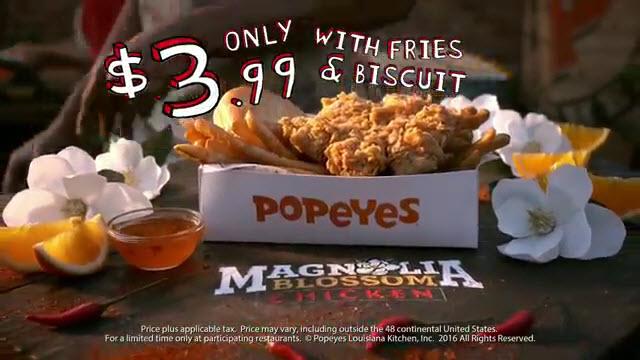 $3.99 ONLY WITH FRIES
& BISCUIT
POPEYES
MAGNOLIA
BLOSSOM
CHICKEN
Price plus applicable tax. Price may vary, including outside the 48 continental United States.
For a limited time only at participating restaurants. © Popeyes Louisiana Kitchen, Inc. 2016 All Rights Reserved.